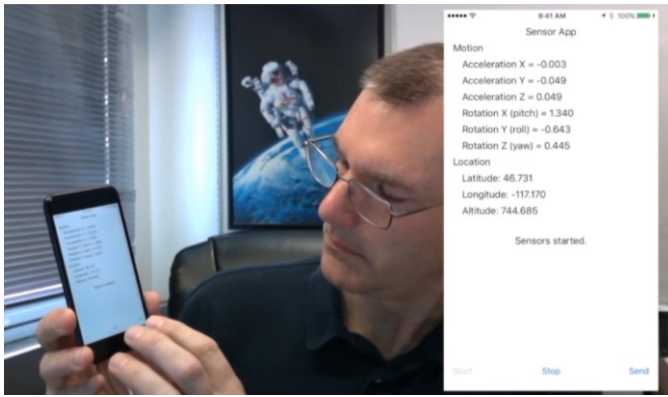 9:41 AM
100%
Sensor App
Motion
Acceleration X = -0.003
Acceleration Y = -0.049
Acceleration Z = 0.049
Rotation X (pitch) = 1.340
Rotation Y (roll) = -0.643
Rotation Z (yaw) = 0.445
Location
Latitude: 46.731
Longitude: -117.170
Altitude: 744.685
Sensors started.
Start Stop Send